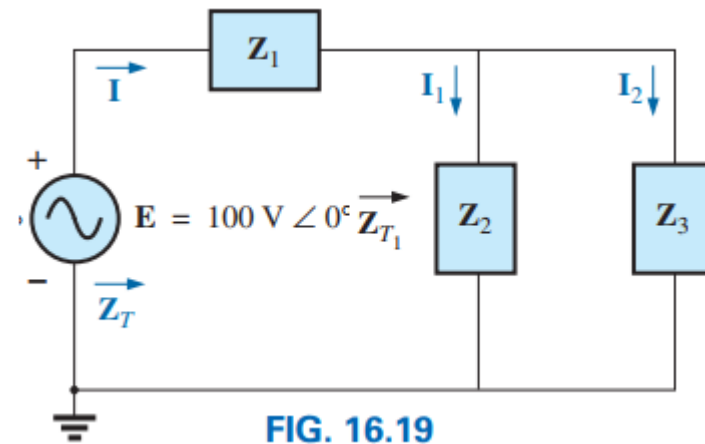 Z1
I
I1
I2
+
E = 100 V ∠ 0° ZT1
Z2
Z3
−
ZT
FIG. 16.19